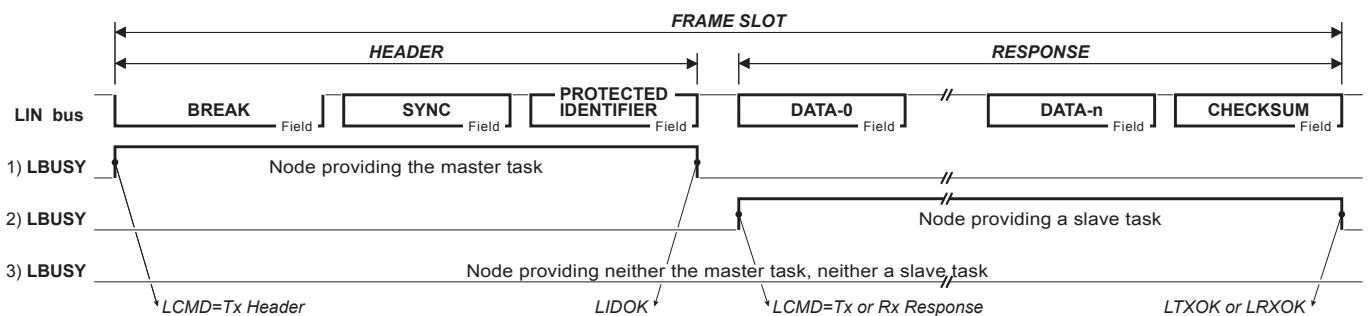 FRAME SLOT
HEADER RESPONSE
LIN bus BREAK Field SYNC Field PROTECTED IDENTIFIER Field DATA-0 Field DATA-n Field CHECKSUM Field
1) LBUSY Node providing the master task
2) LBUSY Node providing a slave task
3) LBUSY Node providing neither the master task, neither a slave task
LCMD=Tx Header LIDOK LCMD=Tx or Rx Response LTXOK or LRXOK